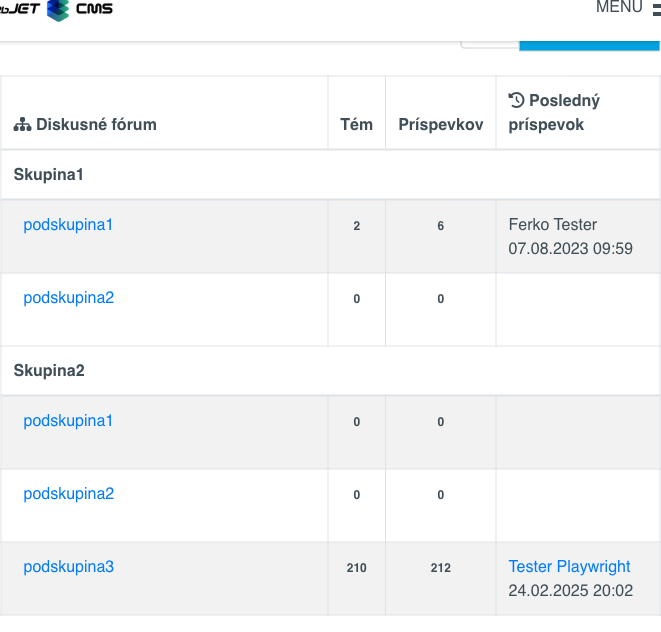 JET CMS
MENU
Diskusné fórum Tém Príspevkov Posledný
príspevok
Skupina1
podskupina1 2 6 Ferko Tester
07.08.2023 09:59
podskupina2 0 0
Skupina2
podskupina1 0 0
podskupina2 0 0
podskupina3 210 212 Tester Playwright
24.02.2025 20:02